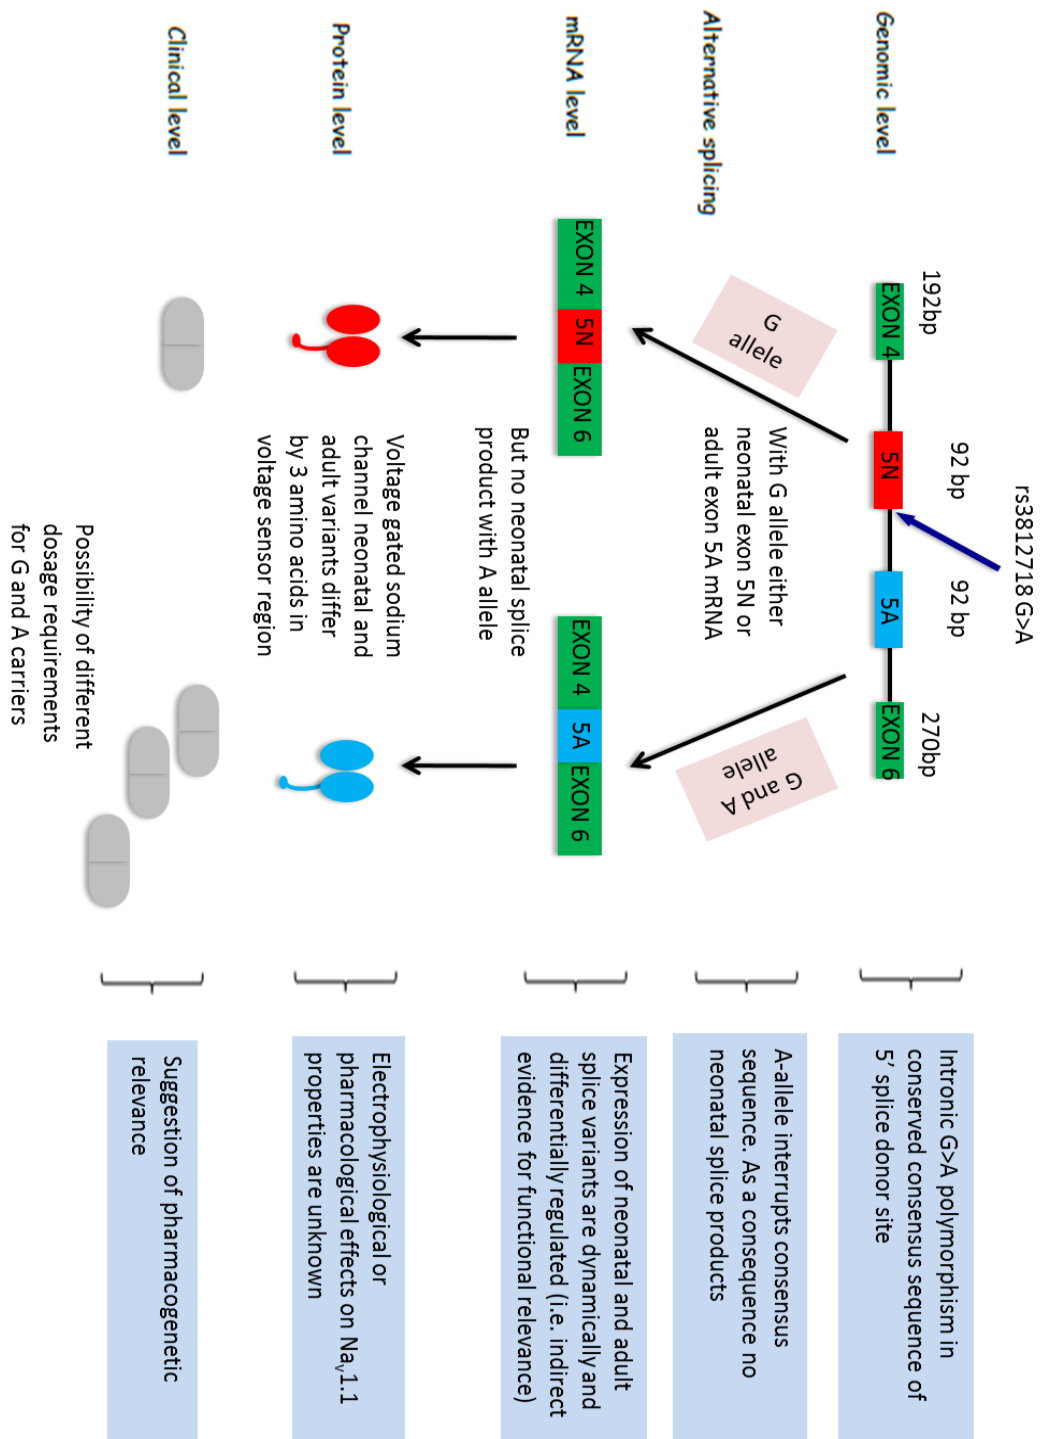 Genomic level
rs3812718 G>A
192bp
92 bp
92 bp
270bp
EXON 4
5N
5A
EXON 6
Intronic G>A polymorphism in
conserved consensus sequence of
5’ splice donor site
Alternative splicing
G
allele
With G allele either
neonatal exon 5N or
adult exon 5A mRNA
G and A
allele
A-allele interrupts consensus
sequence. As a consequence no
neonatal splice products
mRNA level
EXON 4
5N
EXON 6
But no neonatal splice
product with A allele
EXON 4
5A
EXON 6
Expression of neonatal and adult
splice variants are dynamically and
differentially regulated (i.e. indirect
evidence for functional relevance)
Protein level
Voltage gated sodium
channel neonatal and
adult variants differ
by 3 amino acids in
voltage sensor region
Electrophysiological or
pharmacological effects on NaV1.1
properties are unknown
Clinical level
Possibility of different
dosage requirements
for G and A carriers
Suggestion of pharmacogenetic
relevance